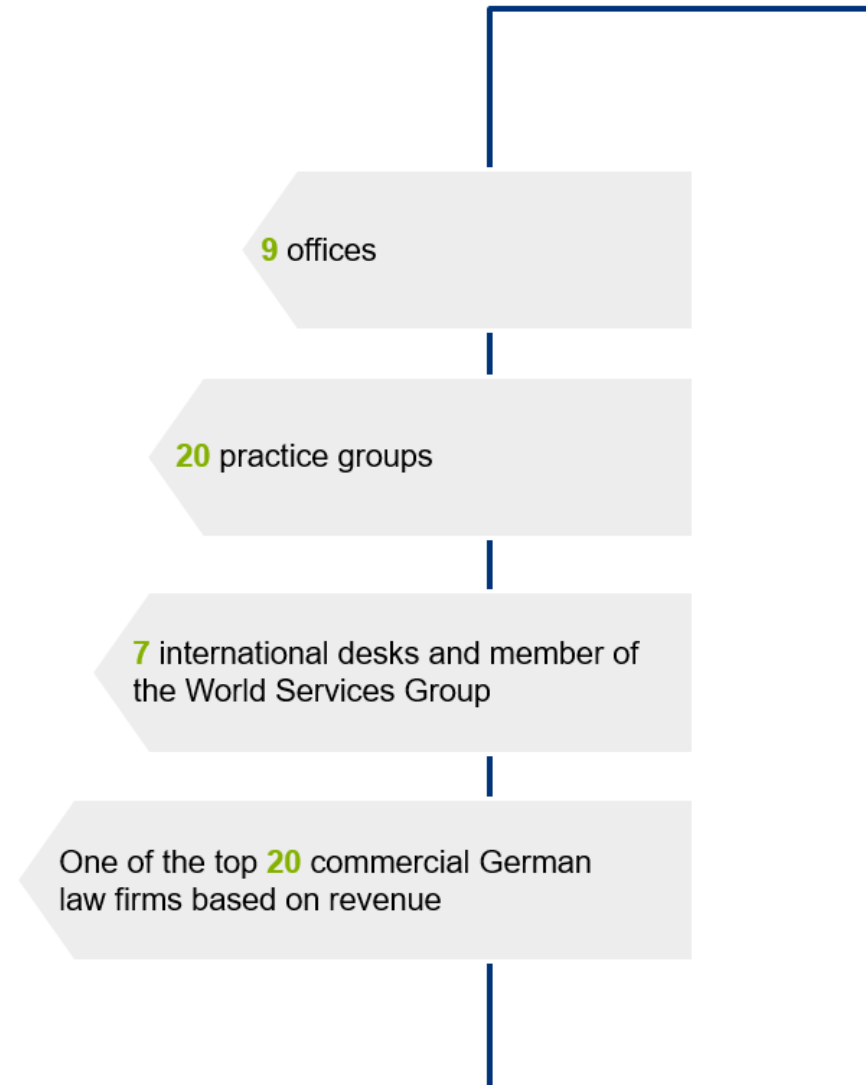 9 offices
20 practice groups
7 international desks and member of
the World Services Group
One of the top 20 commercial German
law firms based on revenue